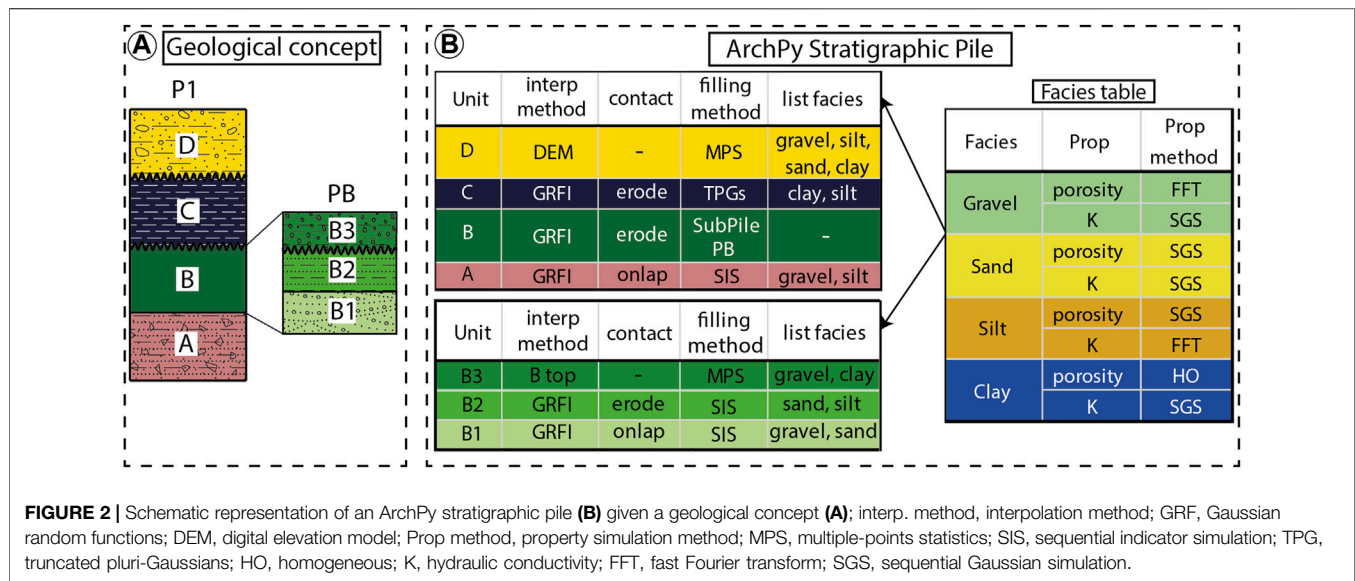 A Geological concept
P1
D
C
B
A
PB
B3
B2
B1
B ArchPy Stratigraphic Pile
Unit interp method contact filling method list facies
D DEM - MPS gravel, silt, sand, clay
C GRFI erode TPGs clay, silt
B GRFI erode SubPile PB -
A GRFI onlap SIS gravel, silt
Unit interp method contact filling method list facies
B3 B top - MPS gravel, clay
B2 GRFI erode SIS sand, silt
B1 GRFI onlap SIS gravel, sand
Facies table
Facies Prop Prop method
Gravel porosity FFT
K SGS
Sand porosity SGS
K SGS
Silt porosity SGS
K FFT
Clay porosity HO
K SGS
FIGURE 2 | Schematic representation of an ArchPy stratigraphic pile (B) given a geological concept (A); interp. method, interpolation method; GRF, Gaussian
random functions; DEM, digital elevation model; Prop method, property simulation method; MPS, multiple-points statistics; SIS, sequential indicator simulation; TPG,
truncated pluri-Gaussians; HO, homogeneous; K, hydraulic conductivity; FFT, fast Fourier transform; SGS, sequential Gaussian simulation.